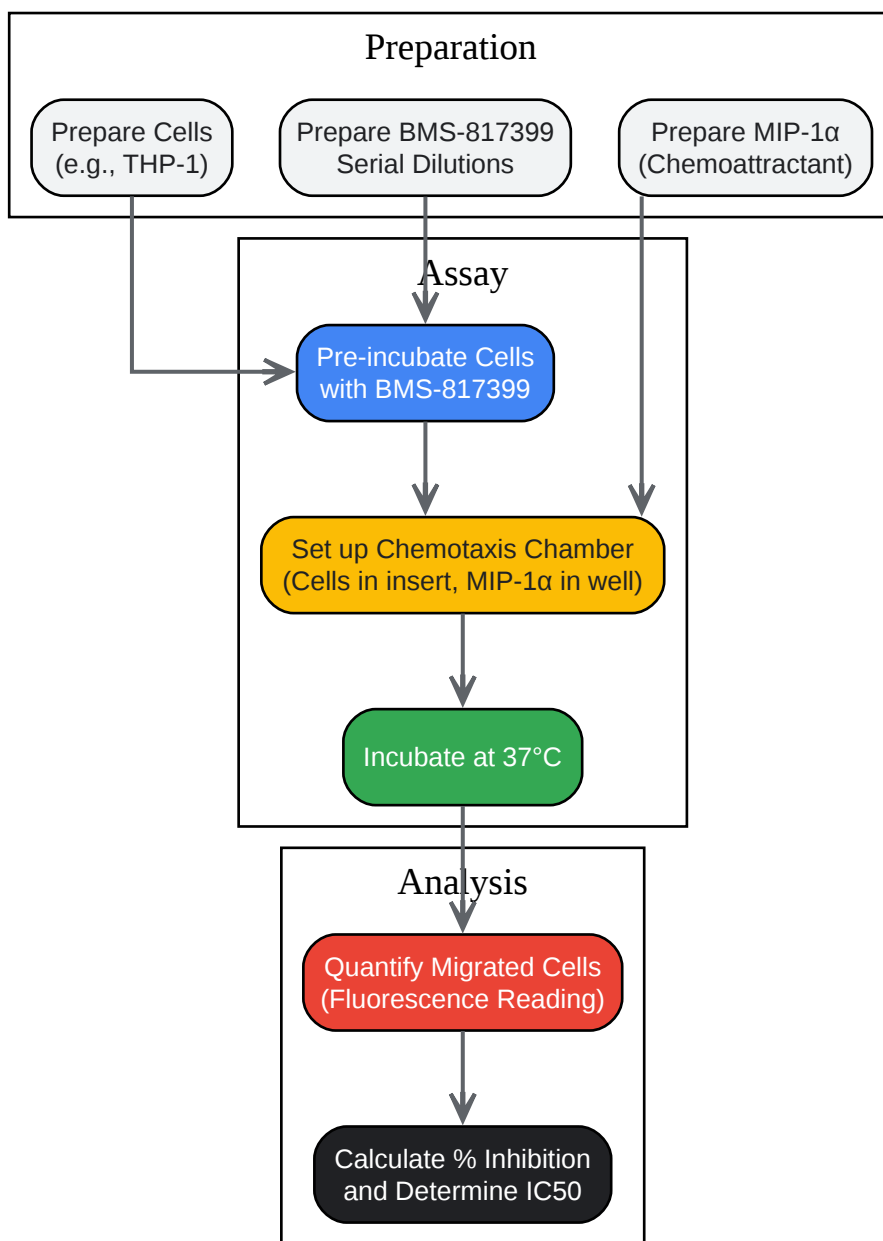 Preparation
Prepare Cells
(e.g., THP-1)
Prepare BMS-817399
Serial Dilutions
Prepare MIP-1α
(Chemoattractant)
Assay
Pre-incubate Cells
with BMS-817399
Set up Chemotaxis Chamber
(Cells in insert, MIP-1α in well)
Incubate at 37°C
Analysis
Quantify Migrated Cells
(Fluorescence Reading)
Calculate % Inhibition
and Determine IC50